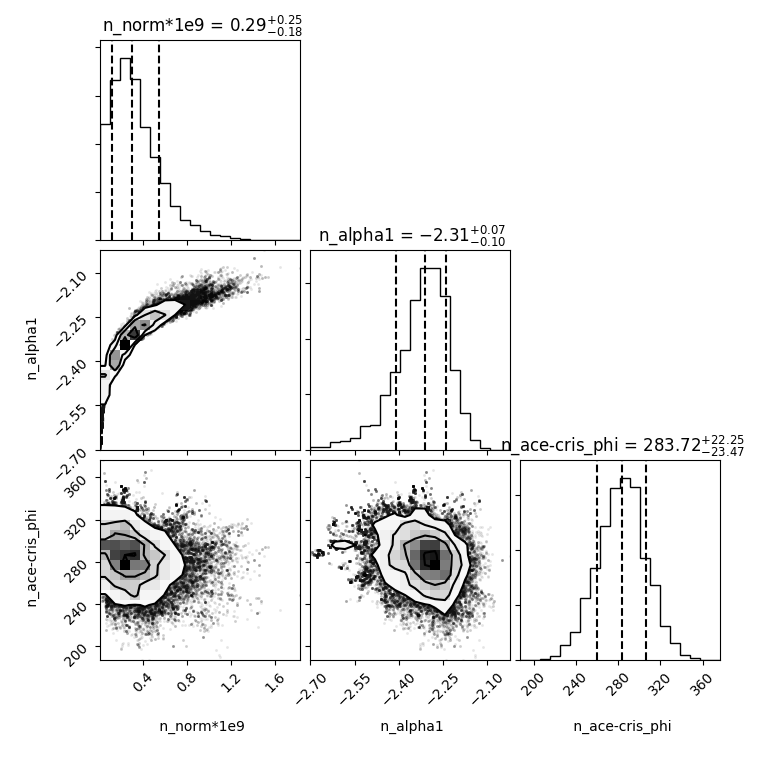 n_norm*1e9 = 0.29+0.25−0.18
n_alpha1 = −2.31+0.07−0.10
n_alpha1
−2.10
−2.25
−2.40
−2.55
−2.70
n_ace-cris_phi = 283.72+22.25−23.47
n_ace-cris_phi
360
320
280
240
200
0.4 0.8 1.2 1.6
−2.70 −2.55 −2.40 −2.25 −2.10
200 240 280 320 360
n_norm*1e9 n_alpha1 n_ace-cris_phi